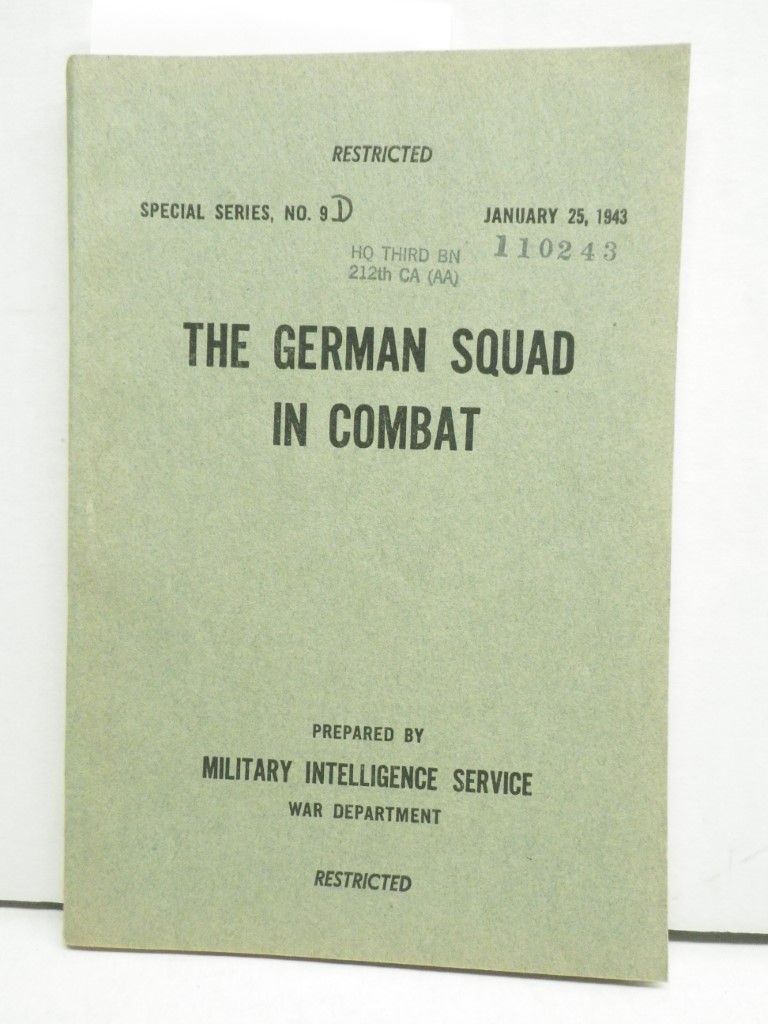 RESTRICTED
SPECIAL SERIES, NO. 9 D
JANUARY 25, 1943
HQ THIRD BN
212th CA (AA)
110243
THE GERMAN SQUAD
IN COMBAT
PREPARED BY
MILITARY INTELLIGENCE SERVICE
WAR DEPARTMENT
RESTRICTED